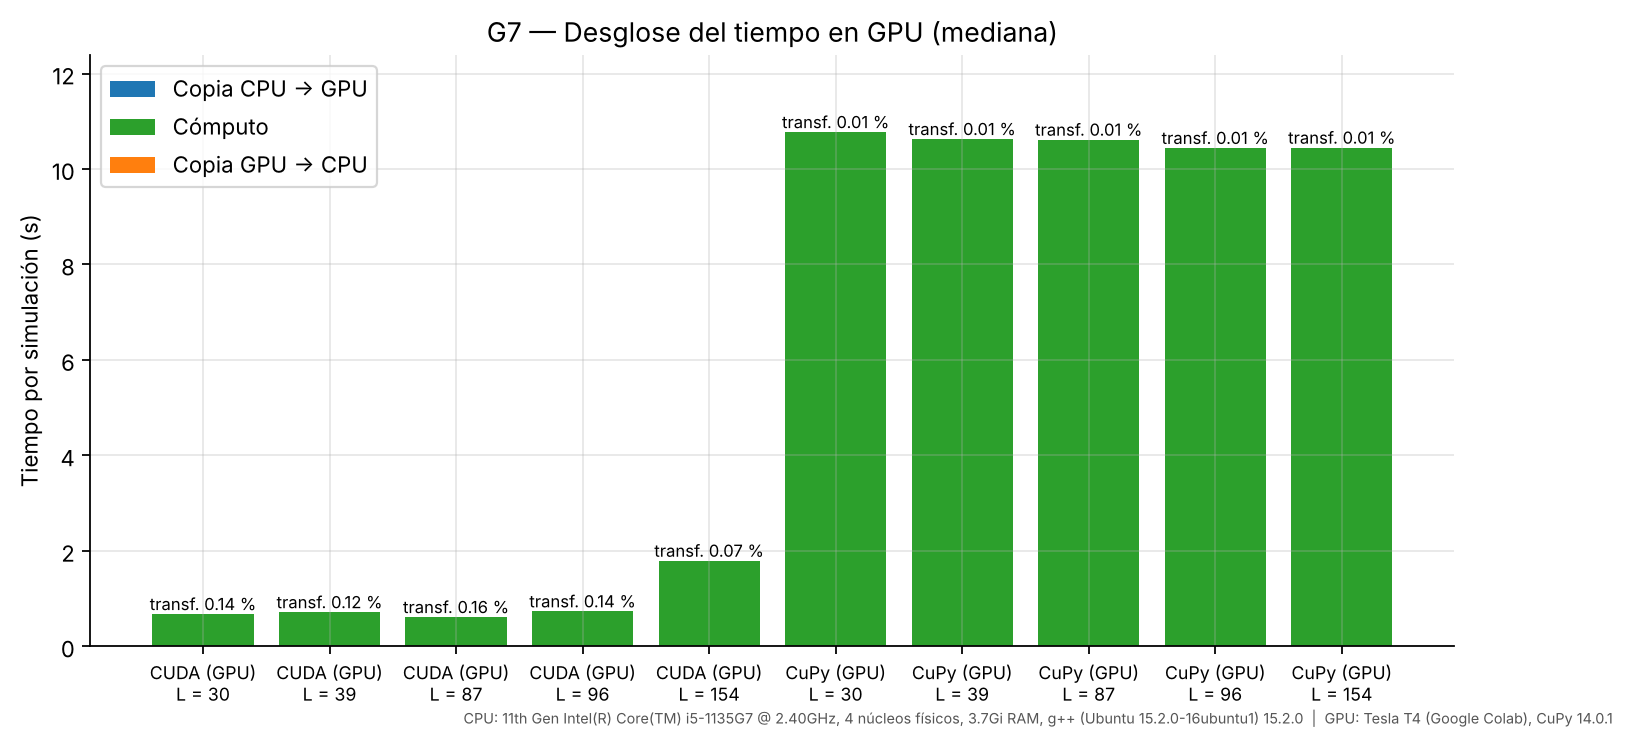 G7 — Desglose del tiempo en GPU (mediana)
Tiempo por simulación (s)
12
10
8
6
4
2
0
Copia CPU → GPU
Cómputo
Copia GPU → CPU
transf. 0.14 %
transf. 0.12 %
transf. 0.16 %
transf. 0.14 %
transf. 0.07 %
transf. 0.01 %
transf. 0.01 %
transf. 0.01 %
transf. 0.01 %
transf. 0.01 %
CUDA (GPU)
L = 30
CUDA (GPU)
L = 39
CUDA (GPU)
L = 87
CUDA (GPU)
L = 96
CUDA (GPU)
L = 154
CuPy (GPU)
L = 30
CuPy (GPU)
L = 39
CuPy (GPU)
L = 87
CuPy (GPU)
L = 96
CuPy (GPU)
L = 154
CPU: 11th Gen Intel(R) Core(TM) i5-1135G7 @ 2.40GHz, 4 núcleos físicos, 3.7Gi RAM, g++ (Ubuntu 15.2.0-16ubuntu1) 15.2.0 | GPU: Tesla T4 (Google Colab), CuPy 14.0.1